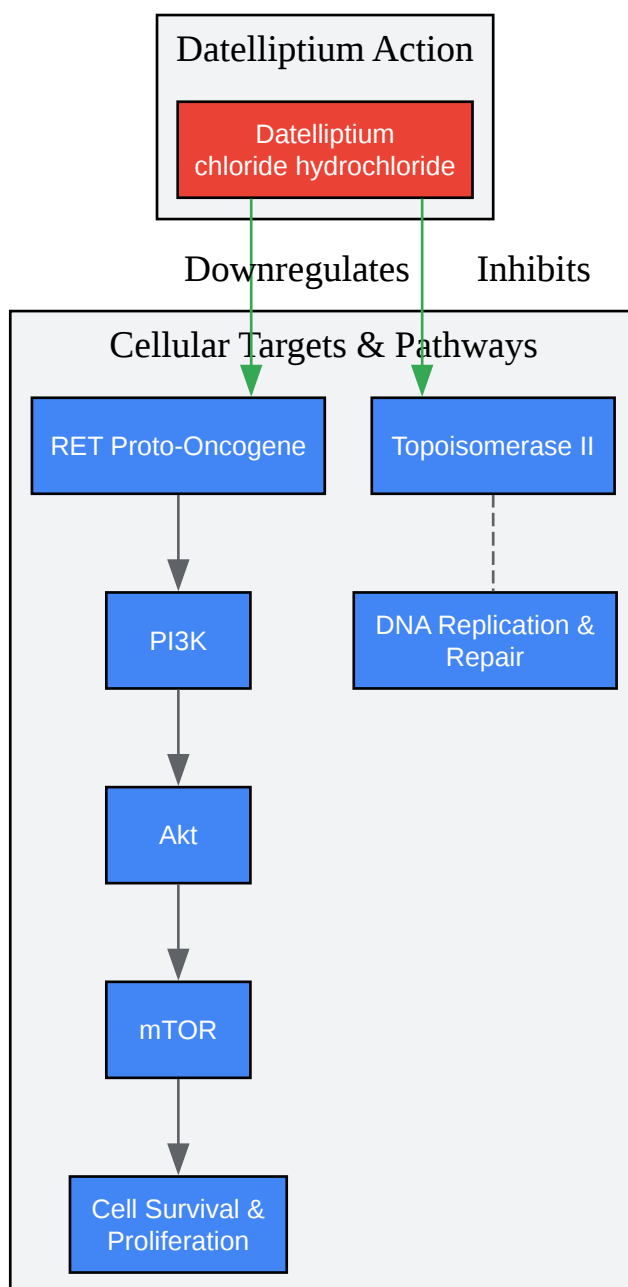 Datelliptium Action
Datelliptium
chloride hydrochloride
Downregulates
Inhibits
Cellular Targets & Pathways
RET Proto-Oncogene
Topoisomerase II
PI3K
DNA Replication &
Repair
Akt
mTOR
Cell Survival &
Proliferation